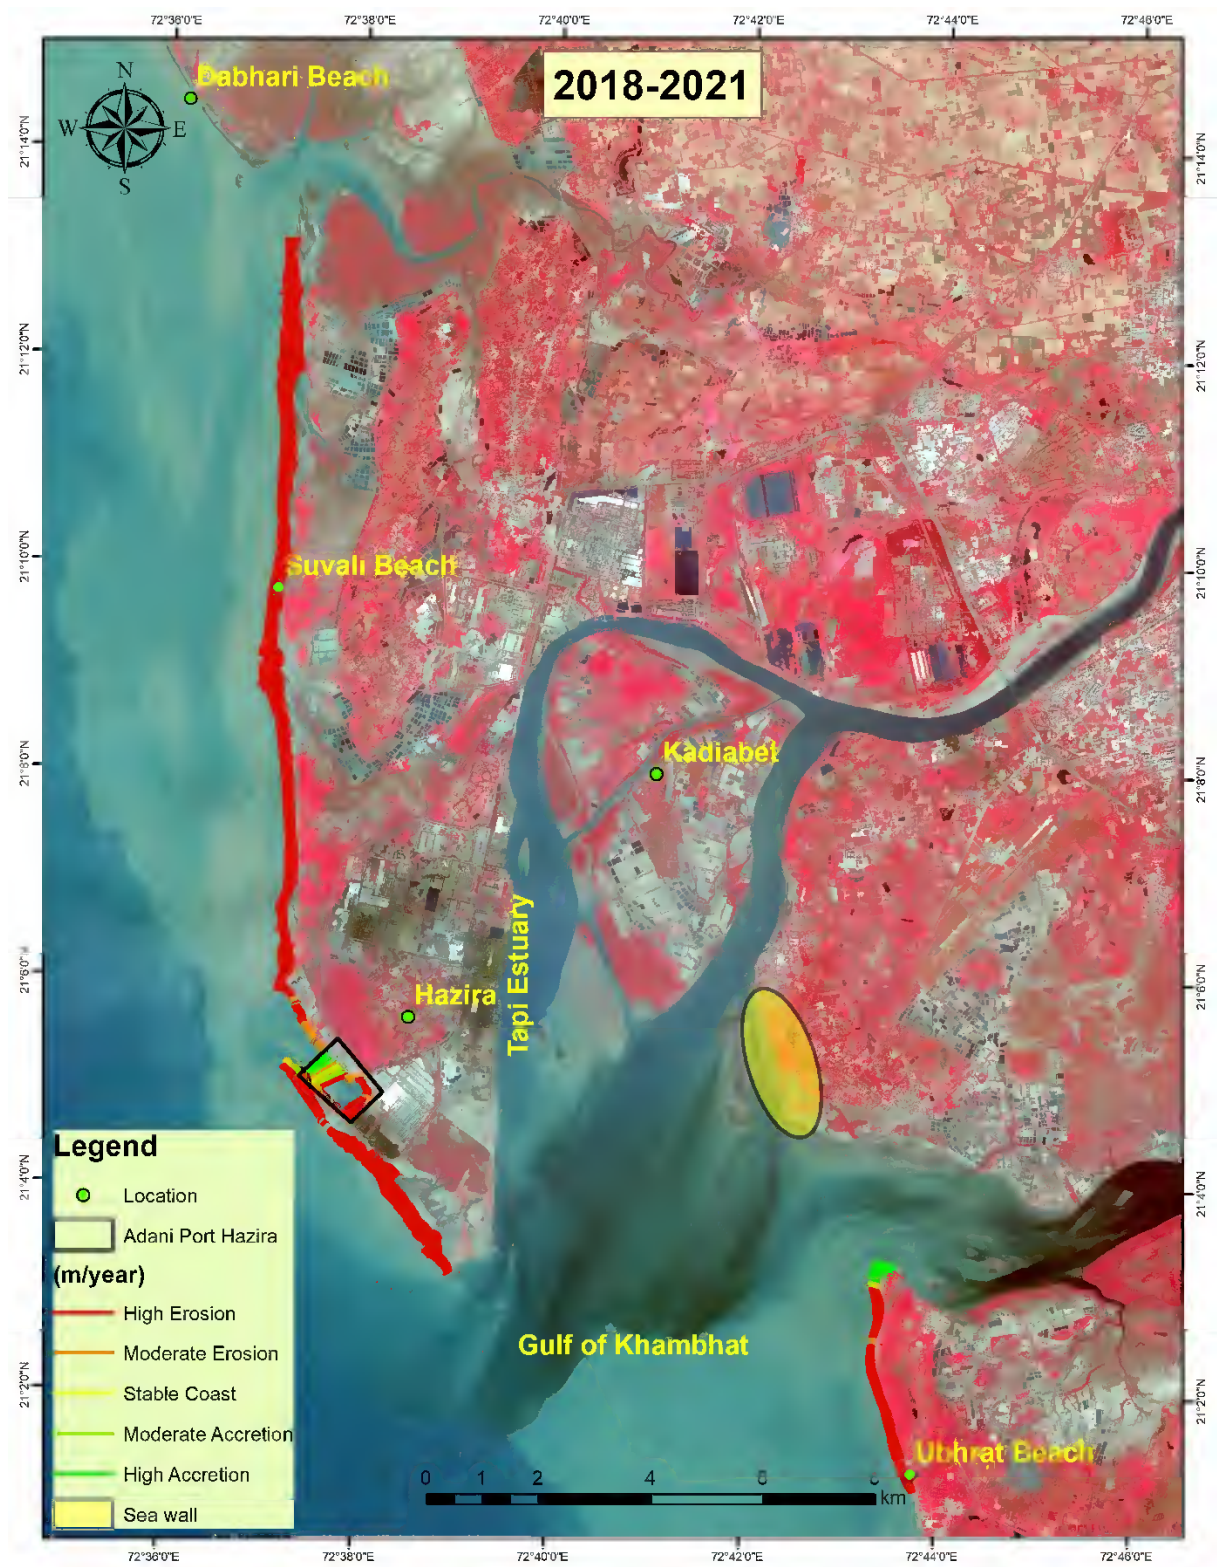 72°36'0"E 72°38'0"E 72°40'0"E 72°42'0"E 72°44'0"E 72°46'0"E
2018-2021
N
W E
S
Dabhari Beach
21°14'0"N
21°14'0"N
21°12'0"N
21°12'0"N
Suvali Beach
21°10'0"N
21°10'0"N
Kadiabet
21°8'0"N
21°8'0"N
Tapi Estuary
Hazira
21°6'0"N
21°6'0"N
Legend
Location
Adani Port Hazira
(m/year)
High Erosion
Moderate Erosion
Stable Coast
Moderate Accretion
High Accretion
Sea wall
21°4'0"N
21°4'0"N
Gulf of Khambhat
21°2'0"N
21°2'0"N
Ubhrat Beach
0 1 2 4 6 8
km
72°36'0"E 72°38'0"E 72°40'0"E 72°42'0"E 72°44'0"E 72°46'0"E